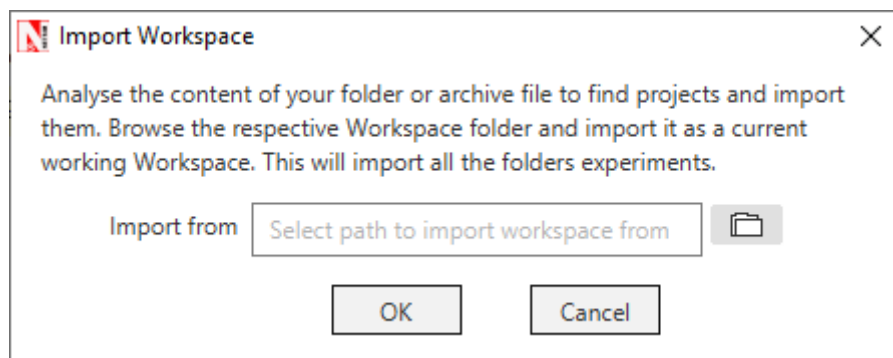 Import Workspace
Analyse the content of your folder or archive file to find projects and import
them. Browse the respective Workspace folder and import it as a current
working Workspace. This will import all the folders experiments.
Import from Select path to import workspace from
OK Cancel